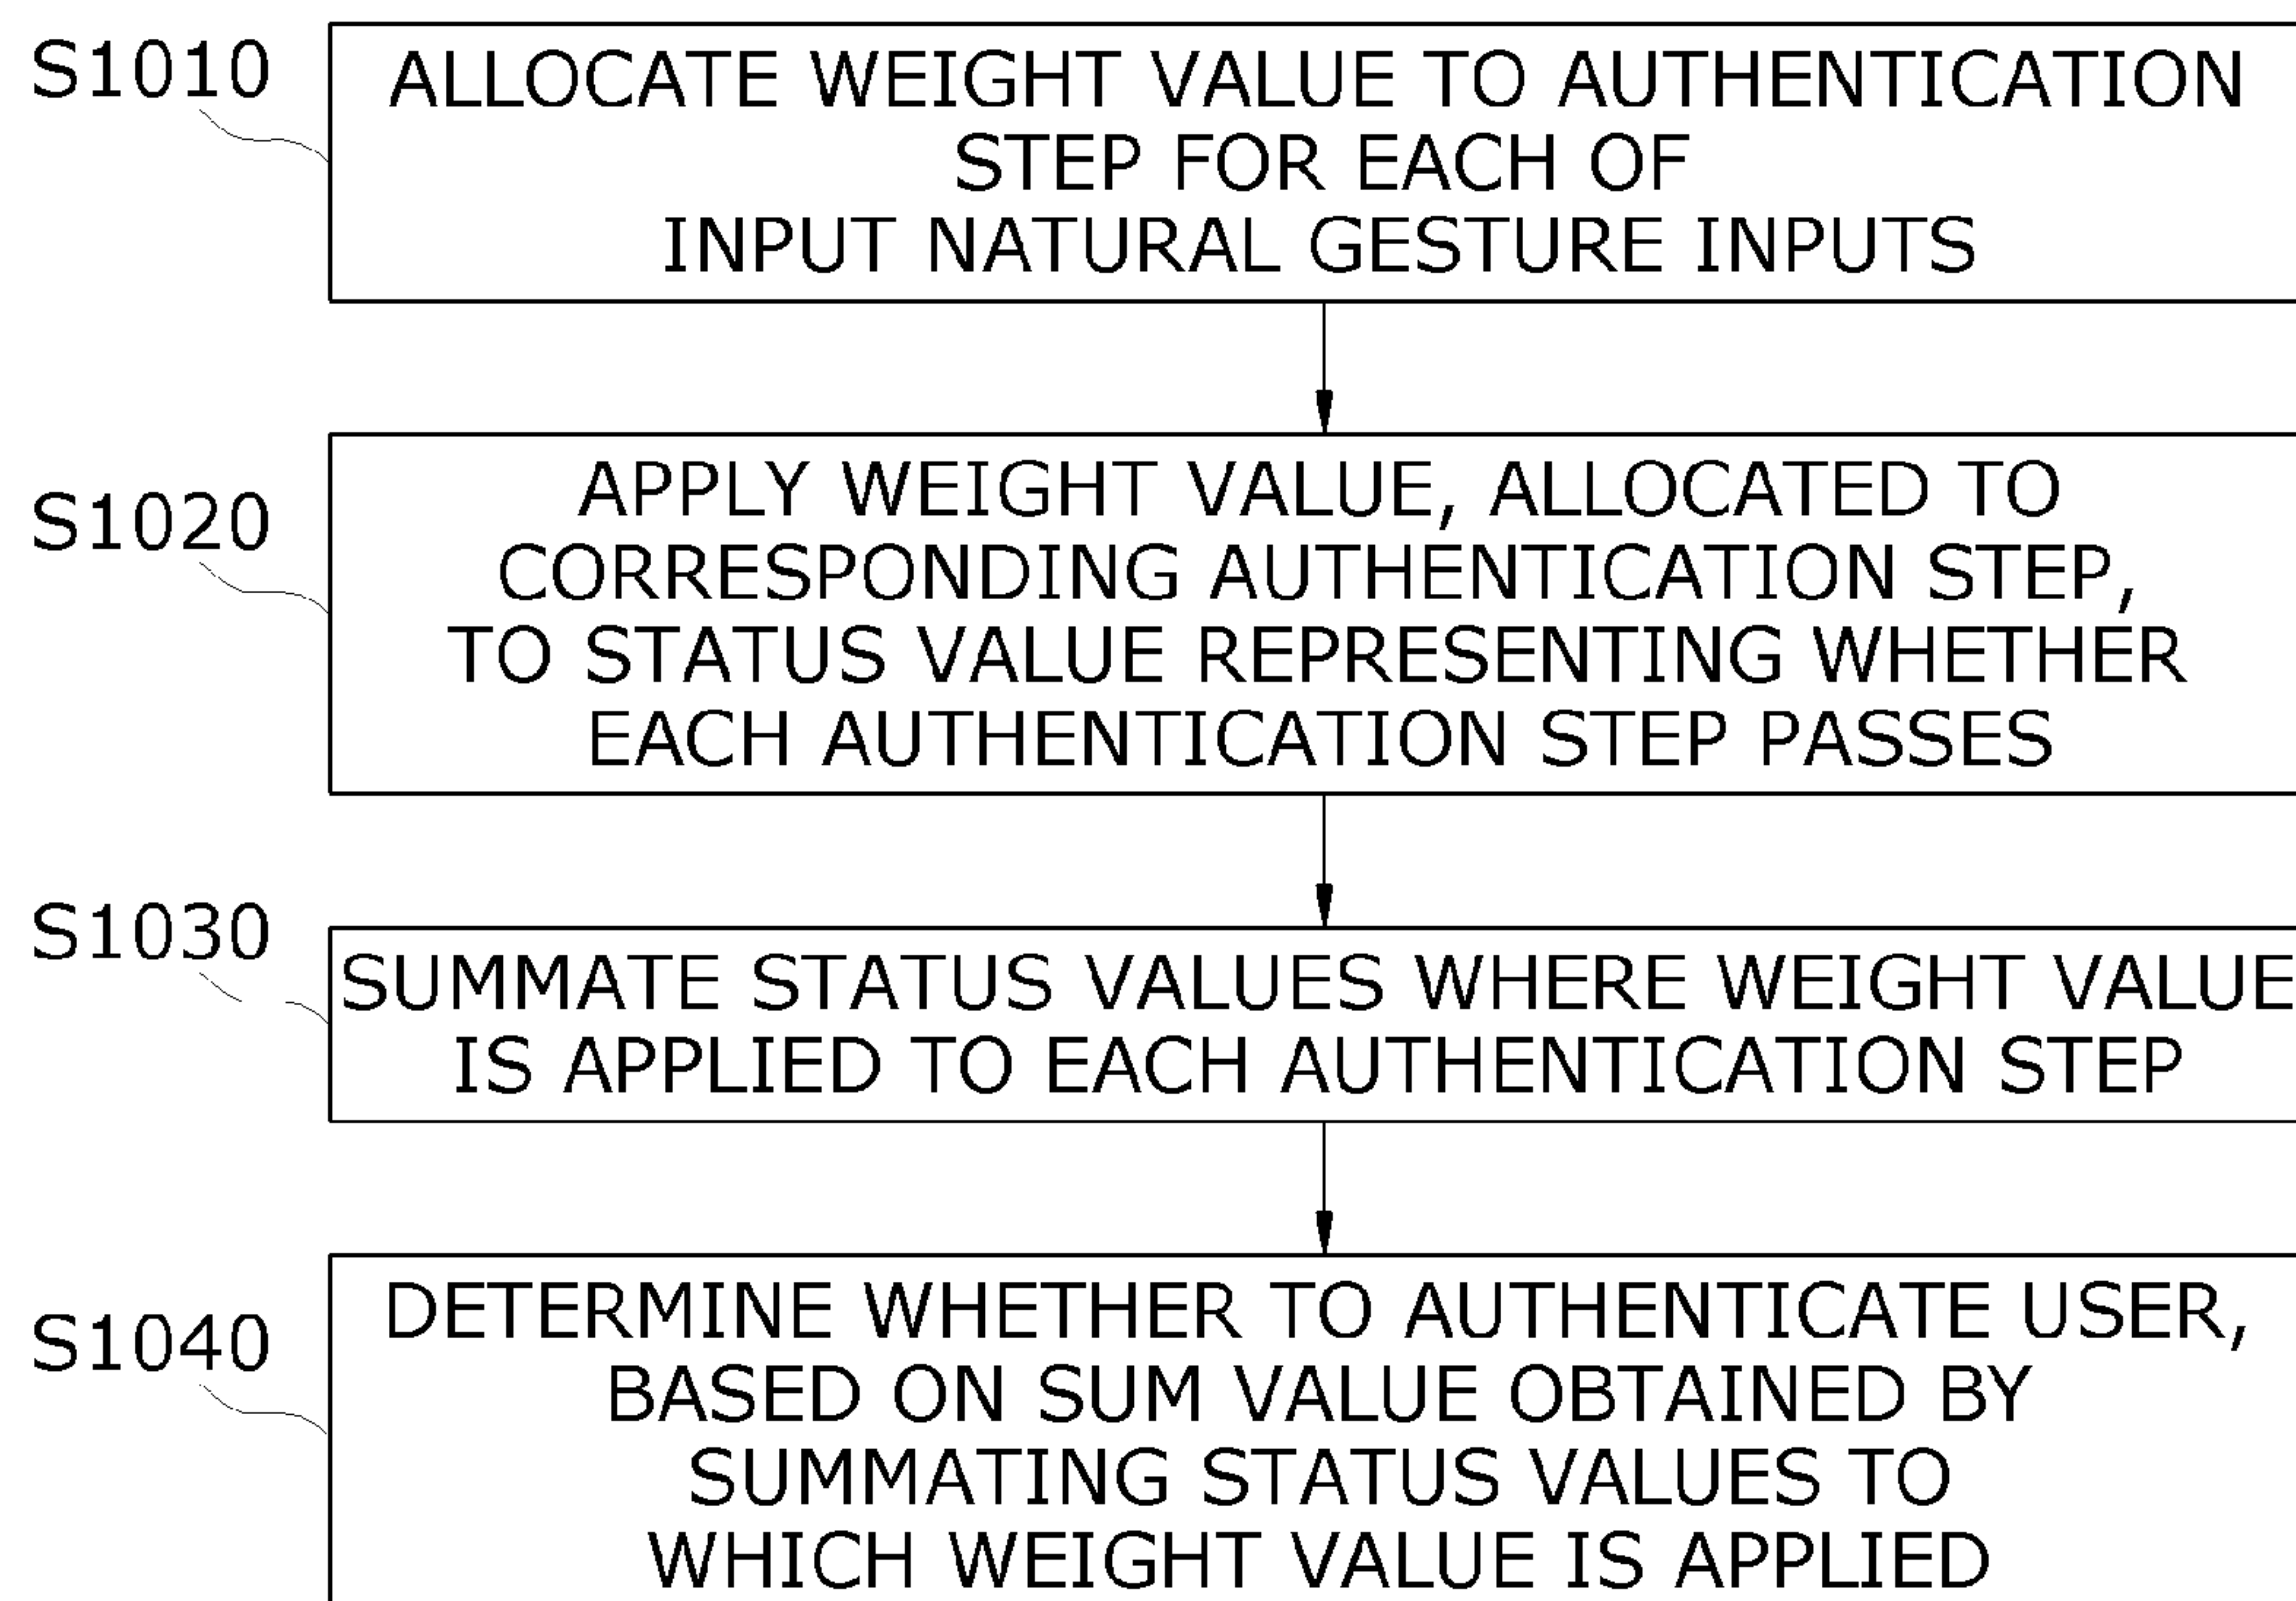 S1010
ALLOCATE WEIGHT VALUE TO AUTHENTICATION
STEP FOR EACH OF
INPUT NATURAL GESTURE INPUTS
S1020
APPLY WEIGHT VALUE, ALLOCATED TO
CORRESPONDING AUTHENTICATION STEP,
TO STATUS VALUE REPRESENTING WHETHER
EACH AUTHENTICATION STEP PASSES
S1030
SUMMATE STATUS VALUES WHERE WEIGHT VALUE
IS APPLIED TO EACH AUTHENTICATION STEP
S1040
DETERMINE WHETHER TO AUTHENTICATE USER,
BASED ON SUM VALUE OBTAINED BY
SUMMATING STATUS VALUES TO
WHICH WEIGHT VALUE IS APPLIED